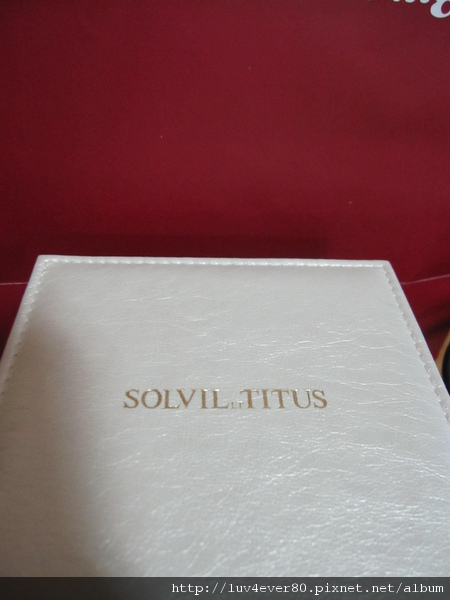 SOLVIL ET TITUS
http://luv4ever80.pixnet.net/album